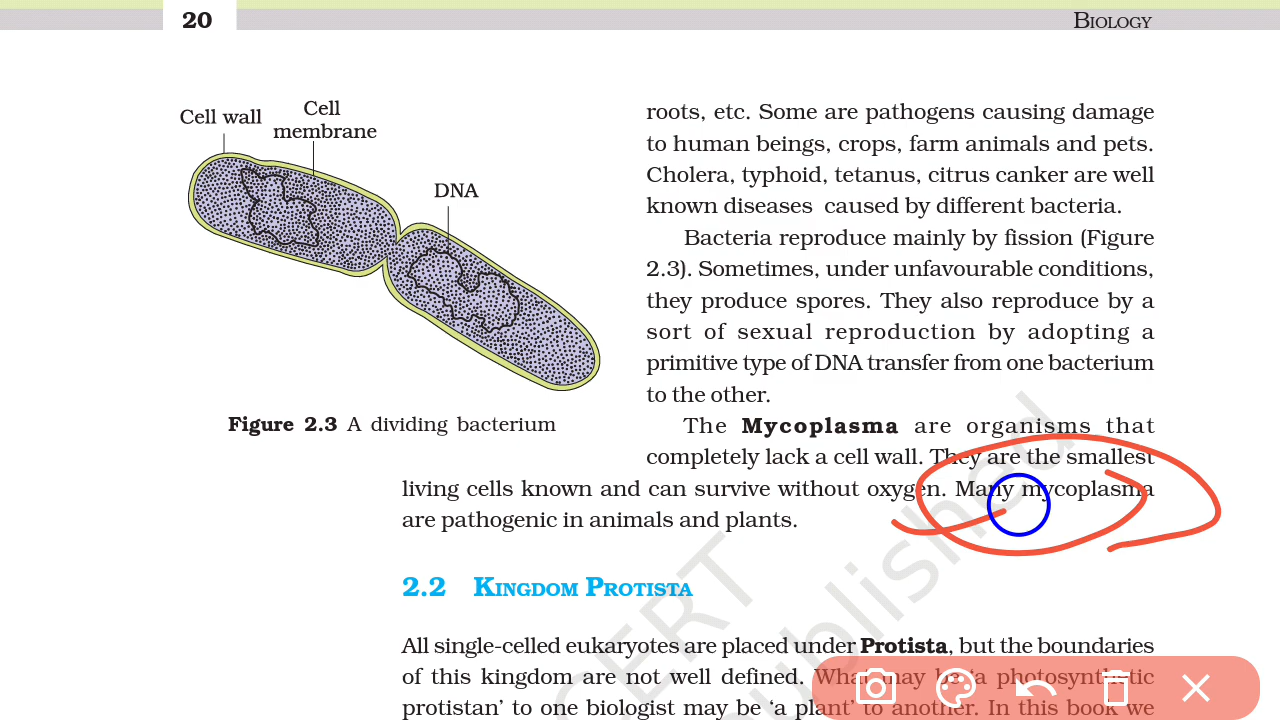 20
BIOLOGY
Cell wall
Cell
membrane
DNA
Figure 2.3 A dividing bacterium
roots, etc. Some are pathogens causing damage
to human beings, crops, farm animals and pets.
Cholera, typhoid, tetanus, citrus canker are well
known diseases caused by different bacteria.
Bacteria reproduce mainly by fission (Figure
2.3). Sometimes, under unfavourable conditions,
they produce spores. They also reproduce by a
sort of sexual reproduction by adopting a
primitive type of DNA transfer from one bacterium
to the other.
The Mycoplasma are organisms that
completely lack a cell wall. They are the smallest
living cells known and can survive without oxygen. Many mycoplasma
are pathogenic in animals and plants.
2.2 KINGDOM PROTISTA
All single-celled eukaryotes are placed under Protista, but the boundaries
of this kingdom are not well defined. What may be 'a photosynthetic
protistan' to one biologist may be 'a plant' to another. In this book we